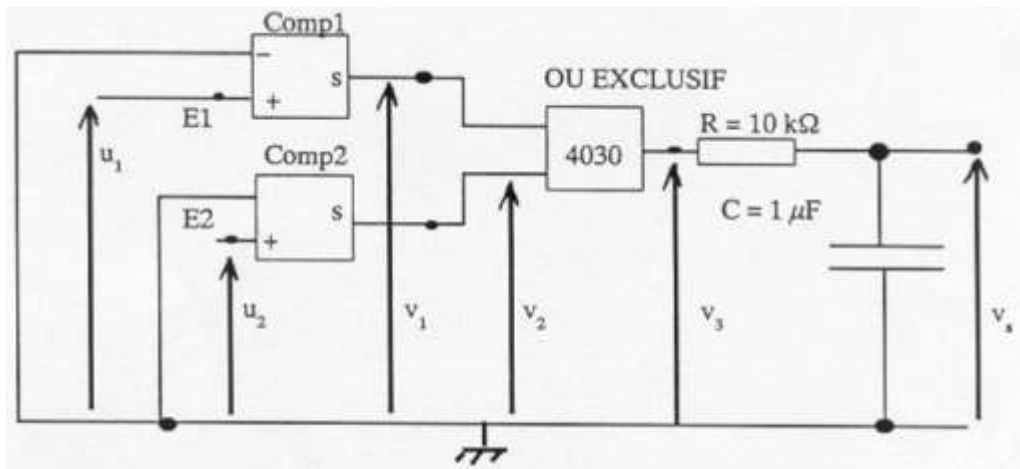 Comp1
−
s
+
E1
u₁
OU EXCLUSIF
4030
R = 10 kΩ
Comp2
s
E2
+
C = 1 μF
u₂
v₁
v₂
v₃
vₛ